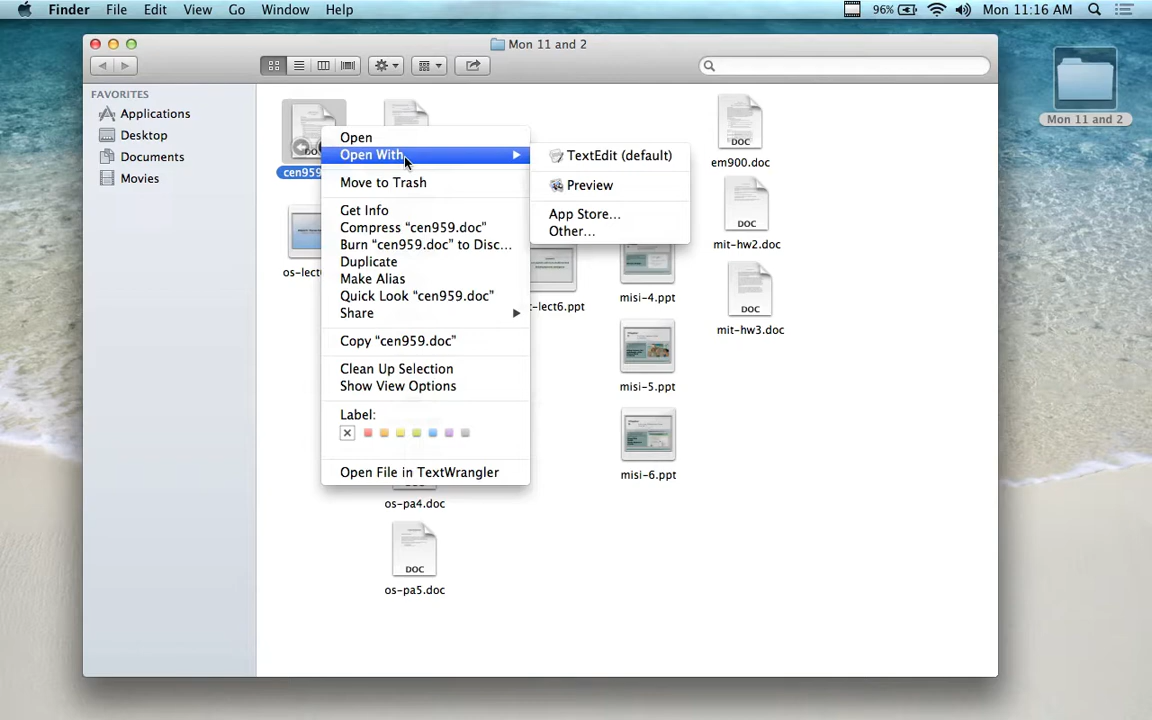 Finder File Edit View Go Window Help 96% Mon 11:16 AM
Mon 11 and 2
FAVORITES
Applications
Desktop
Documents
Movies
cen959
DOC
em900.doc
DOC
mit-hw2.doc
DOC
mit-hw3.doc
Open
Open With
Move to Trash
Get Info
Compress “cen959.doc”
Burn “cen959.doc” to Disc...
Duplicate
Make Alias
Quick Look “cen959.doc”
Share
Copy “cen959.doc”
Clean Up Selection
Show View Options
Label:
Open File in TextWrangler
TextEdit (default)
Preview
App Store...
Other...
os-lect
-lect6.ppt
misi-4.ppt
misi-5.ppt
misi-6.ppt
os-pa4.doc
DOC
os-pa5.doc
Mon 11 and 2